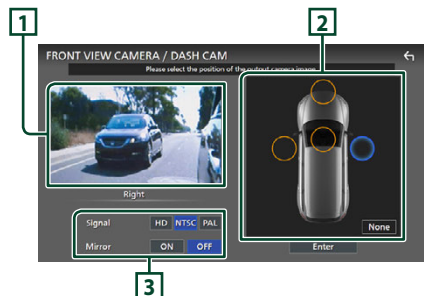 1
2
FRONT VIEW CAMERA / DASH CAM
Please select the position of the output camera image.
Right
Signal HD NTSC PAL
Mirror ON OFF
None
Enter
3